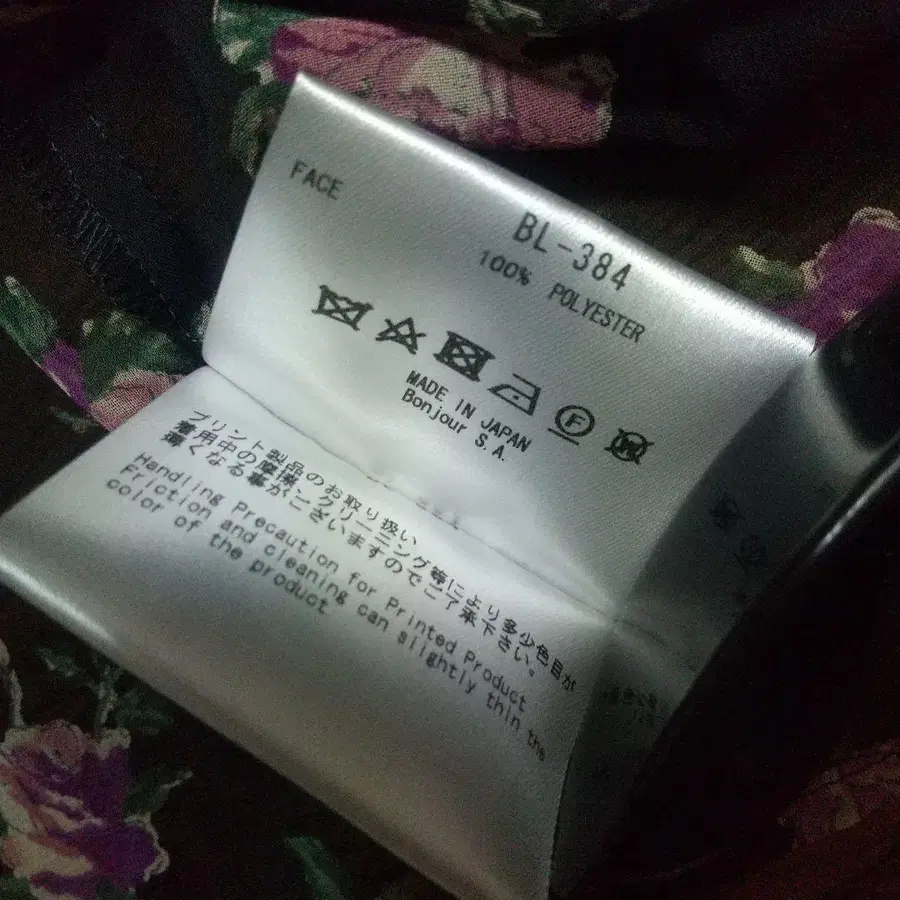 FACE
BL-384
100% POLYESTER
F
MADE IN JAPAN
Bonjour S.A.
プリント製品のお取り扱い
着用中の摩擦やクリーニング等により多少色目が
薄くなる事がございますのでご了承下さい。
Handling Precaution for Printed Product
Friction and cleaning can slightly thin the
color of the product.